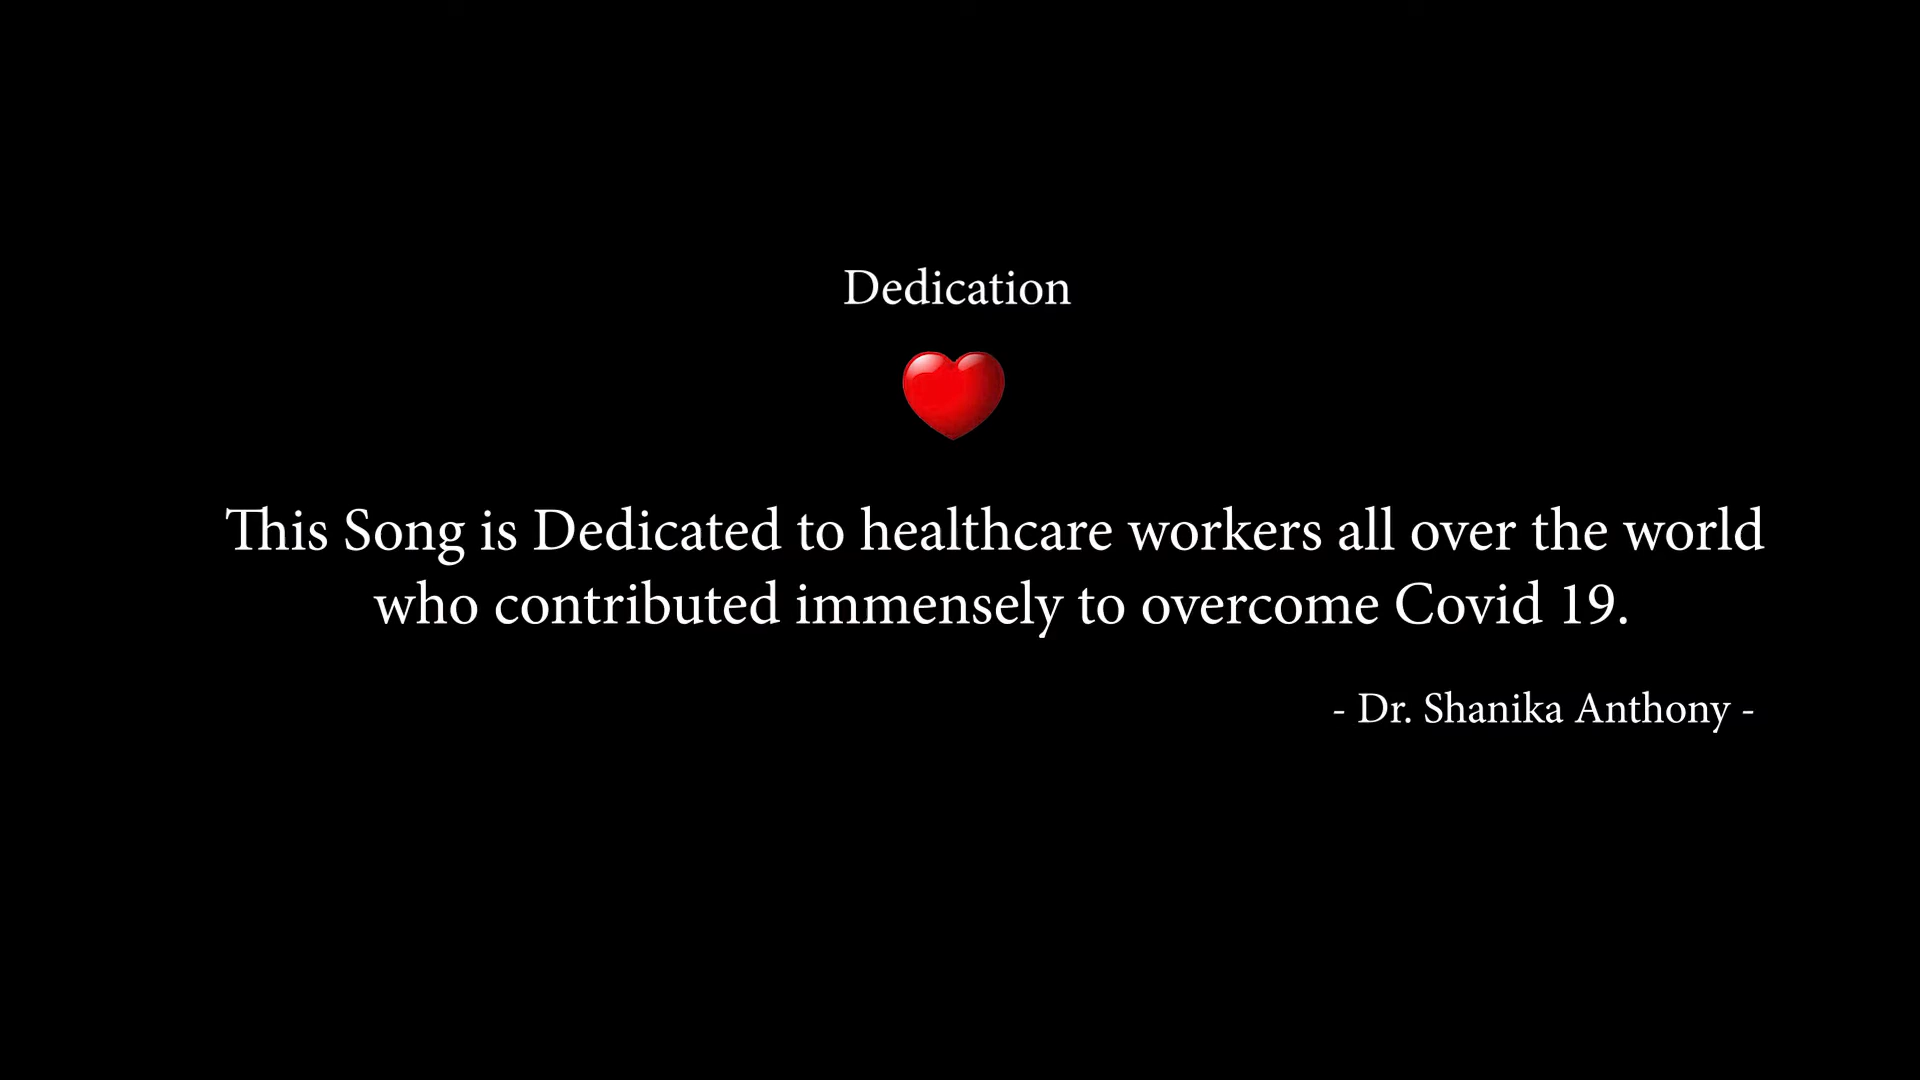 Dedication
This Song is Dedicated to healthcare workers all over the world
who contributed immensely to overcome Covid 19.
- Dr. Shanika Anthony -